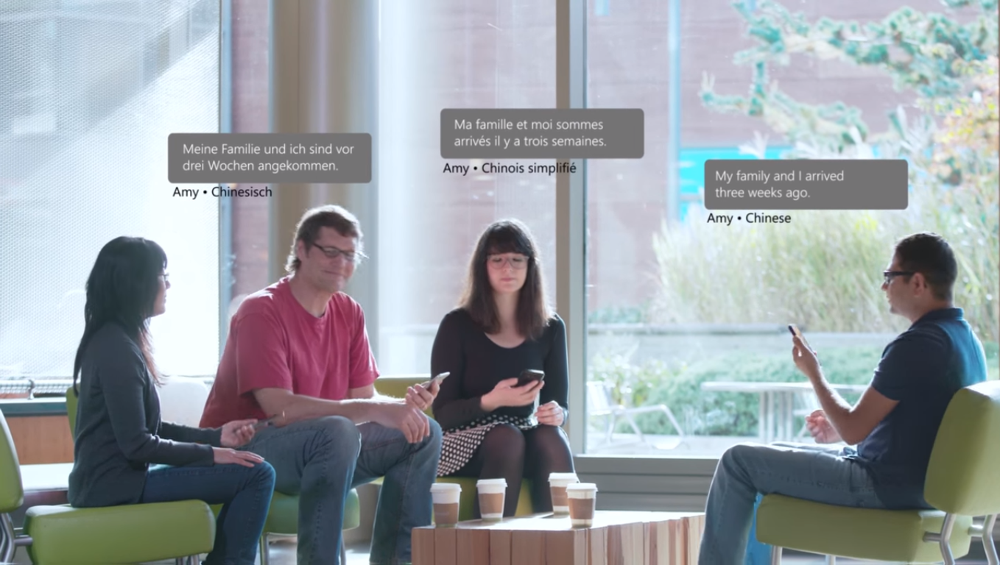 Meine Familie und ich sind vor
drei Wochen angekommen.
Amy • Chinesisch
Ma famille et moi sommes
arrivés il y a trois semaines.
Amy • Chinois simplifié
My family and I arrived
three weeks ago.
Amy • Chinese